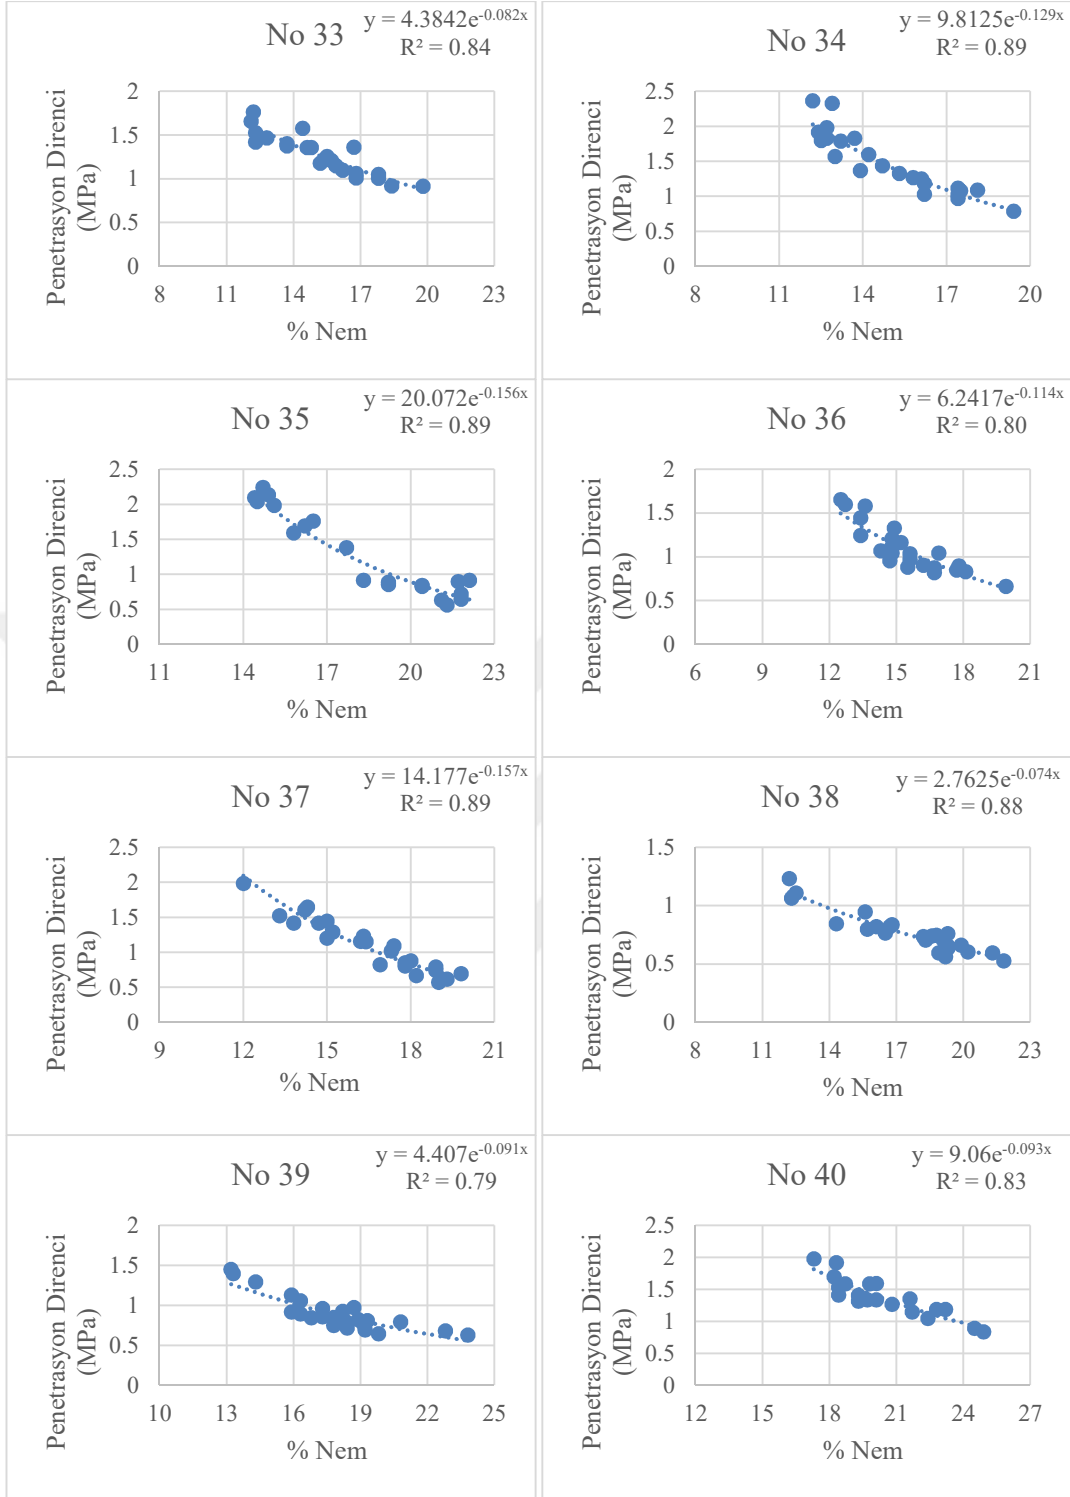 No 33
y = 4.3842e^-0.082x
R² = 0.84
Penetrasyon Direnci
(MPa)
2
1.5
1
0.5
0
8 11 14 17 20 23
% Nem
No 34
y = 9.8125e^-0.129x
R² = 0.89
Penetrasyon Direnci
(MPa)
2.5
2
1.5
1
0.5
0
8 11 14 17 20
% Nem
No 35
y = 20.072e^-0.156x
R² = 0.89
Penetrasyon Direnci
(MPa)
2.5
2
1.5
1
0.5
0
11 14 17 20 23
% Nem
No 36
y = 6.2417e^-0.114x
R² = 0.80
Penetrasyon Direnci
(MPa)
2
1.5
1
0.5
0
6 9 12 15 18 21
% Nem
No 37
y = 14.177e^-0.157x
R² = 0.89
Penetrasyon Direnci
(MPa)
2.5
2
1.5
1
0.5
0
9 12 15 18 21
% Nem
No 38
y = 2.7625e^-0.074x
R² = 0.88
Penetrasyon Direnci
(MPa)
1.5
1
0.5
0
8 11 14 17 20 23
% Nem
No 39
y = 4.407e^-0.091x
R² = 0.79
Penetrasyon Direnci
(MPa)
2
1.5
1
0.5
0
10 13 16 19 22 25
% Nem
No 40
y = 9.06e^-0.093x
R² = 0.83
Penetrasyon Direnci
(MPa)
2.5
2
1.5
1
0.5
0
12 15 18 21 24 27
% Nem